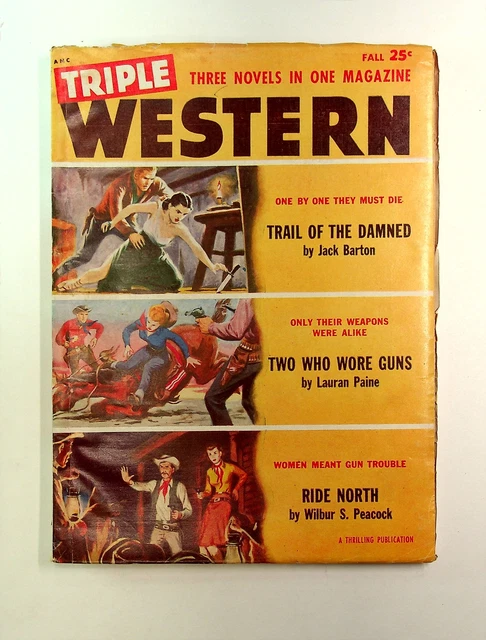 AMC
FALL 25c
TRIPLE
THREE NOVELS IN ONE MAGAZINE
WESTERN
ONE BY ONE THEY MUST DIE
TRAIL OF THE DAMNED
by Jack Barton
ONLY THEIR WEAPONS
WERE ALIKE
TWO WHO WORE GUNS
by Lauran Paine
WOMEN MEANT GUN TROUBLE
RIDE NORTH
by Wilbur S. Peacock
A THRILLING PUBLICATION